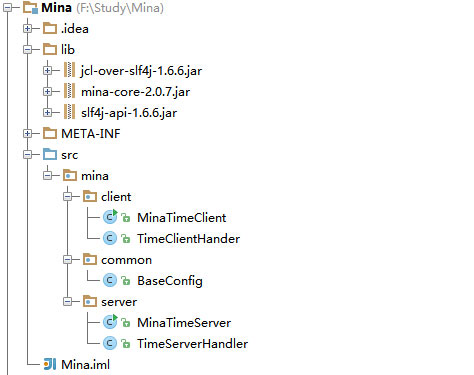 Mina (F:\Study\Mina)
.idea
lib
jcl-over-slf4j-1.6.6.jar
mina-core-2.0.7.jar
slf4j-api-1.6.6.jar
META-INF
src
mina
client
MinaTimeClient
TimeClientHander
common
BaseConfig
server
MinaTimeServer
TimeServerHandler
Mina.iml